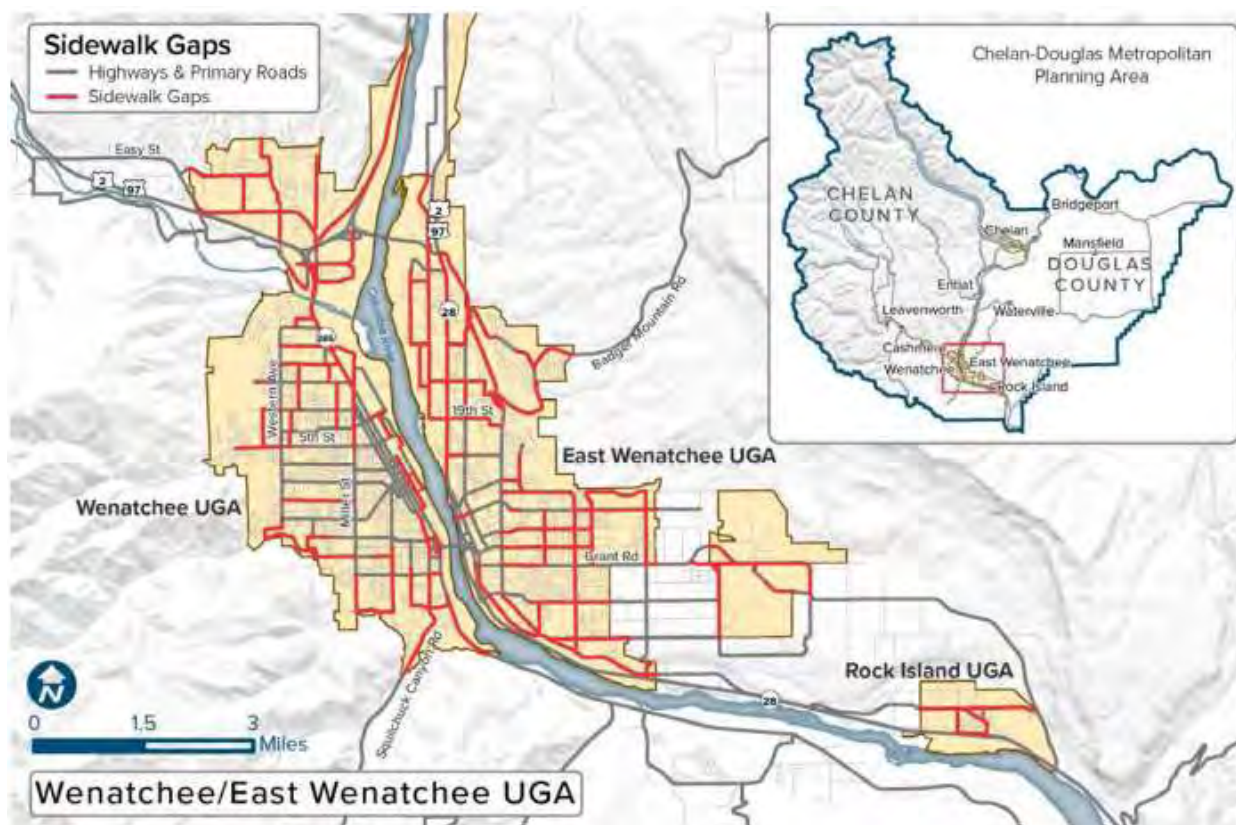 Sidewalk Gaps
Highways & Primary Roads
Sidewalk Gaps
Chelan-Douglas Metropolitan
Planning Area
CHELAN
COUNTY
Bridgeport
Chelan
Mansfield
DOUGLAS
COUNTY
Entiat
Leavenworth
Waterville
Cashmere
East Wenatchee
Wenatchee
Rock Island
Easy St
2
97
2
97
28
Badger Mountain Rd
285
Western Ave
19th St
5th St
East Wenatchee UGA
Wenatchee UGA
Miller St
Grant Rd
Squilchuck Canyon Rd
Rock Island UGA
28
N
0 1.5 3
Miles
Wenatchee/East Wenatchee UGA